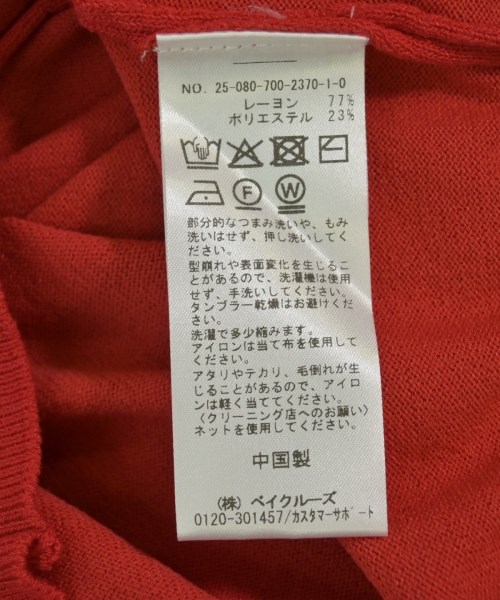 NO. 25-080-700-2370-1-0
レーヨン 77%
ポリエステル 23%
F
W
部分的なつまみ洗いや、もみ
洗いはせず、押し洗いしてく
ださい。
型崩れや表面変化を生じるこ
とがあるので、洗濯機は使用
せず、手洗いしてください。
タンブラー乾燥はお避けくだ
さい。
洗濯で多少縮みます。
アイロンは当て布を使用して
ください。
アタリやテカリ、毛倒れが生
じることがあるので、アイロ
ンは軽く当ててください。
〈クリーニング店へのお願い〉
ネットを使用してください。
中国製
(株) ベイクルーズ
0120-301457/カスタマーサポート